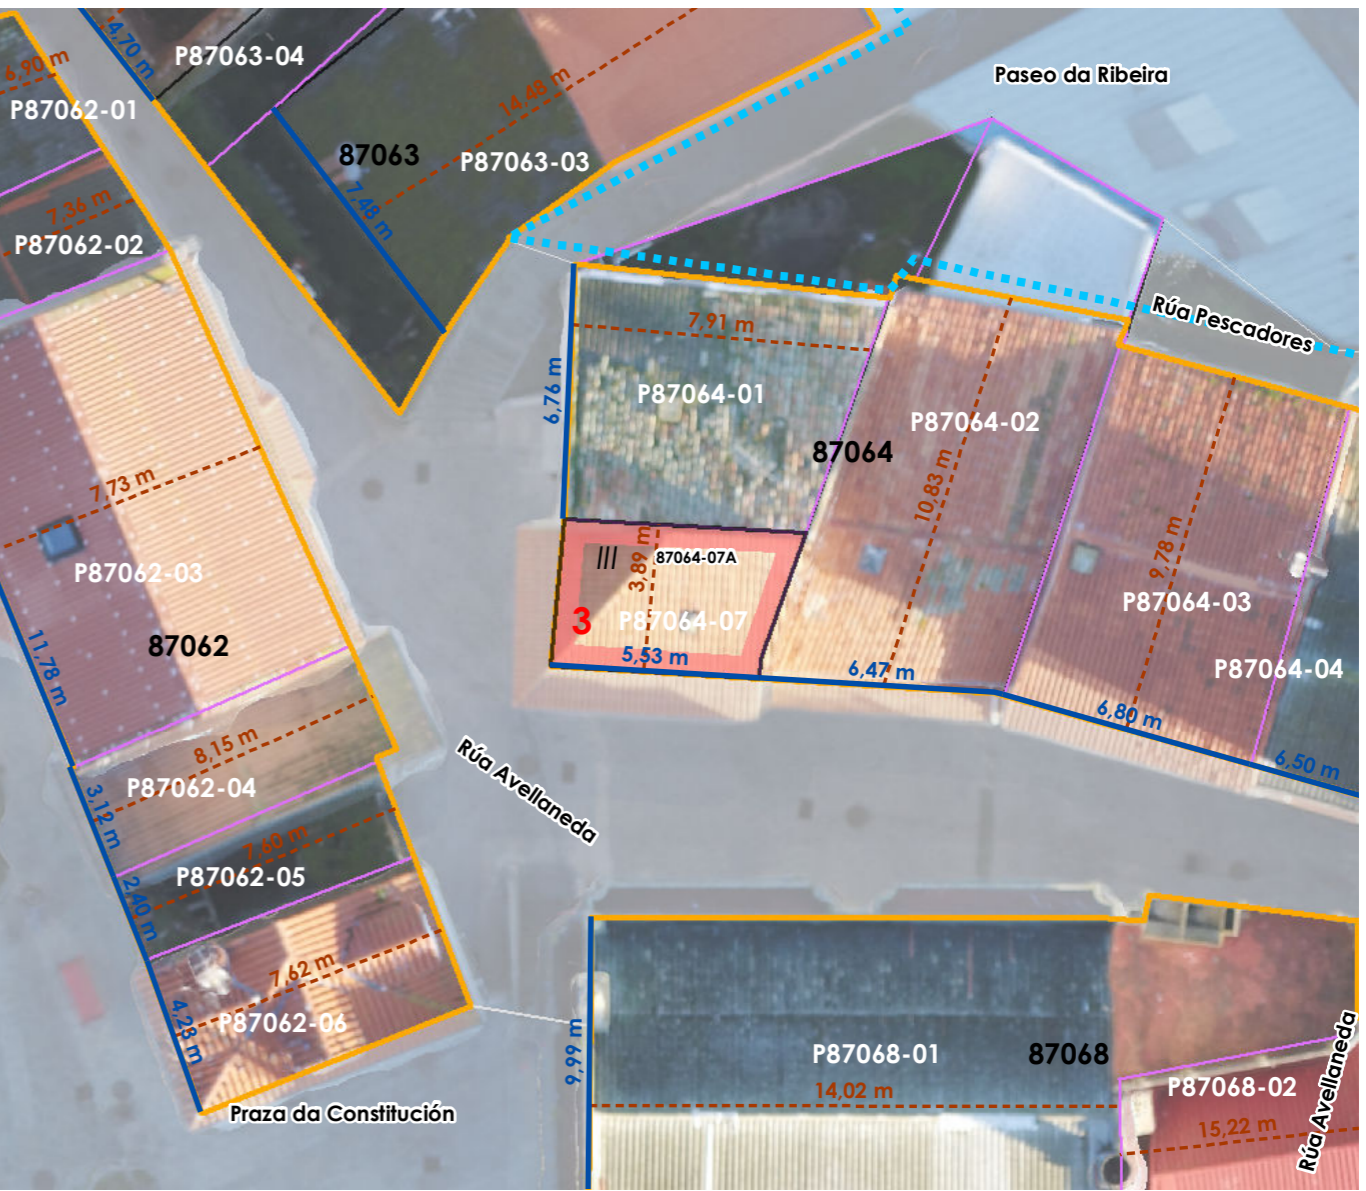 4,70 m
P87063-04
6,90 m
P87062-01
14,48 m
Paseo da Ribeira
87063
P87063-03
7,48 m
7,36 m
P87062-02
Rúa Pescadores
7,91 m
6,76 m
P87064-01
P87064-02
87064
10,83 m
7,73 m
P87062-03
III
3,89 m
87064-07A
9,78 m
P87064-03
3
P87064-07
87062
11,78 m
5,53 m
6,47 m
P87064-04
6,80 m
6,50 m
8,15 m
P87062-04
Rúa Avellaneda
3,12 m
7,60 m
P87062-05
2,40 m
7,62 m
4,23 m
P87062-06
9,99 m
P87068-01
87068
14,02 m
P87068-02
Praza da Constitución
15,22 m
Rúa Avellaneda